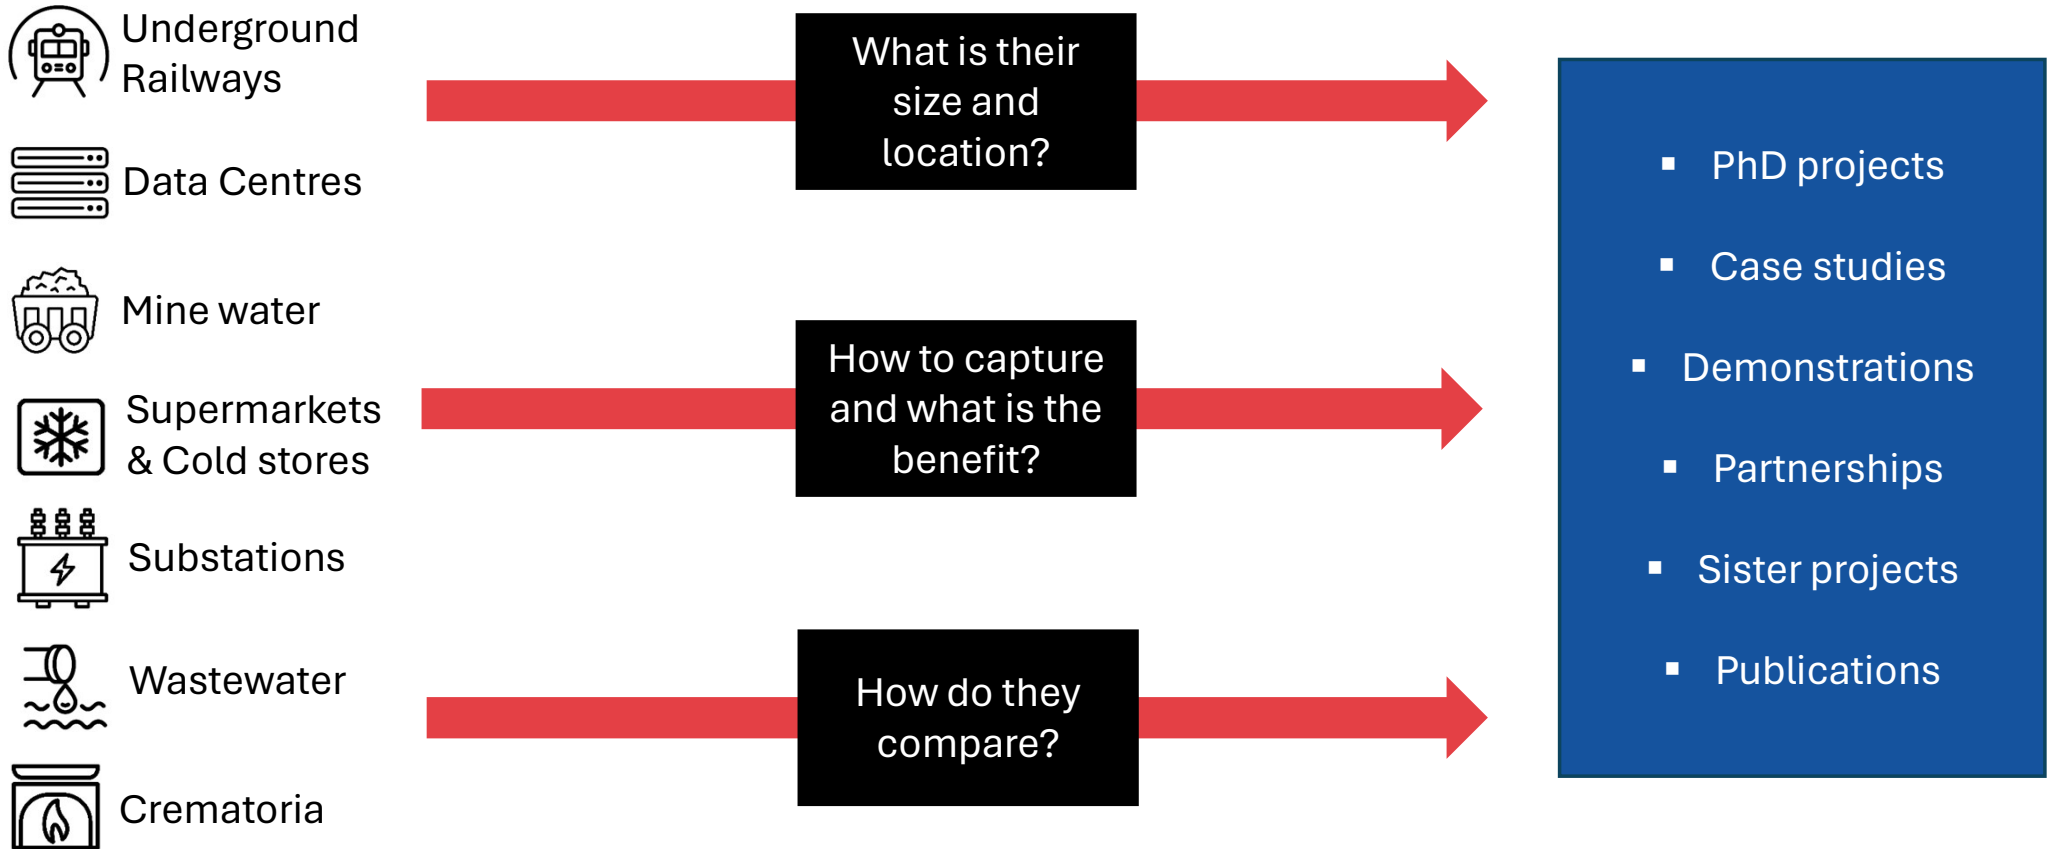 Underground
Railways
Data Centres
Mine water
Supermarkets
& Cold stores
Substations
Wastewater
Crematoria
What is their
size and
location?
How to capture
and what is the
benefit?
How do they
compare?
▪ PhD projects
▪ Case studies
▪ Demonstrations
▪ Partnerships
▪ Sister projects
▪ Publications